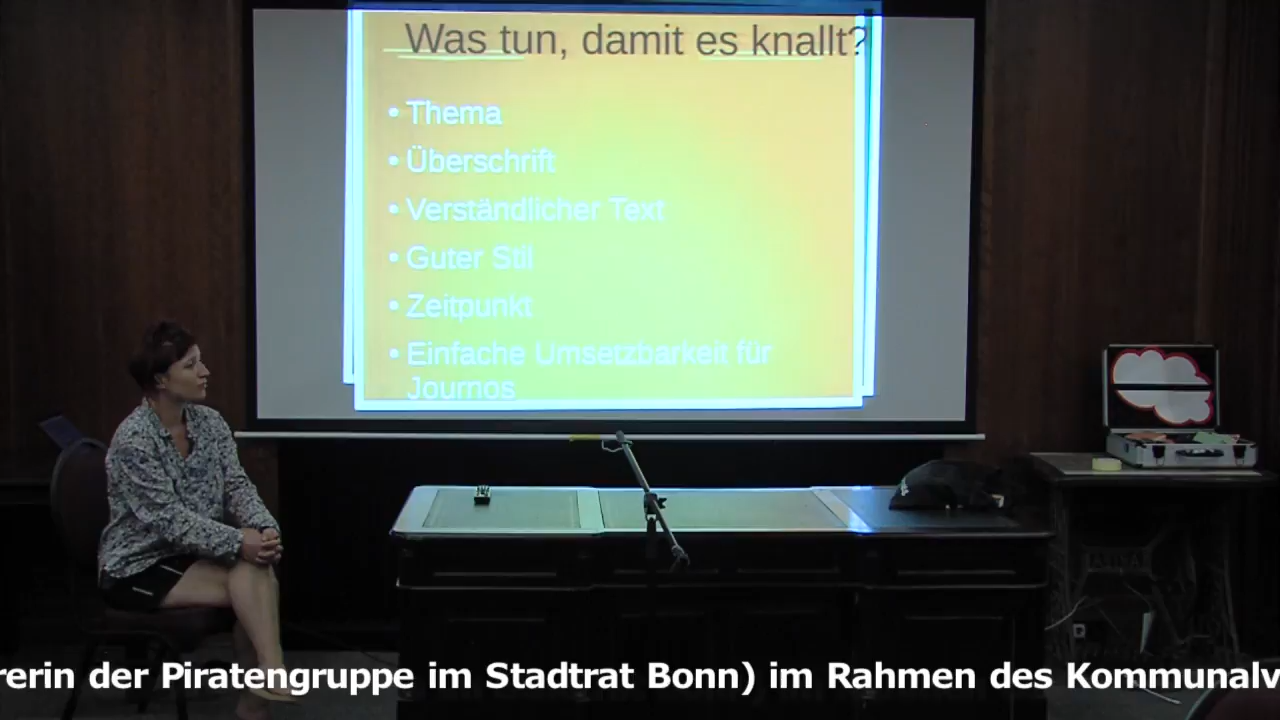 Was tun, damit es knallt?
• Thema
• Überschrift
• Verständlicher Text
• Guter Stil
• Zeitpunkt
• Einfache Umsetzbarkeit für
Journos
rerin der Piratengruppe im Stadtrat Bonn) im Rahmen des Kommunalv